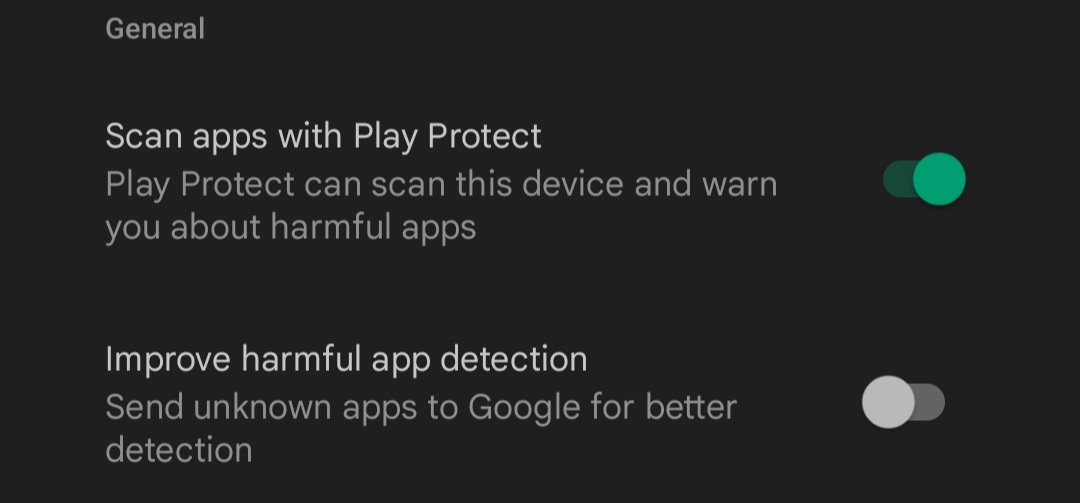 General
Scan apps with Play Protect
Play Protect can scan this device and warn
you about harmful apps
Improve harmful app detection
Send unknown apps to Google for better
detection